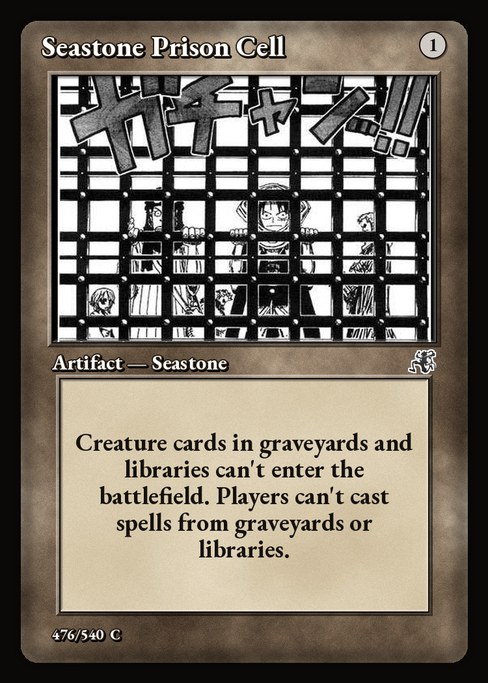 Seastone Prison Cell
1
ガチャン!!
Artifact — Seastone
Creature cards in graveyards and
libraries can't enter the
battlefield. Players can't cast
spells from graveyards or
libraries.
476/540 C